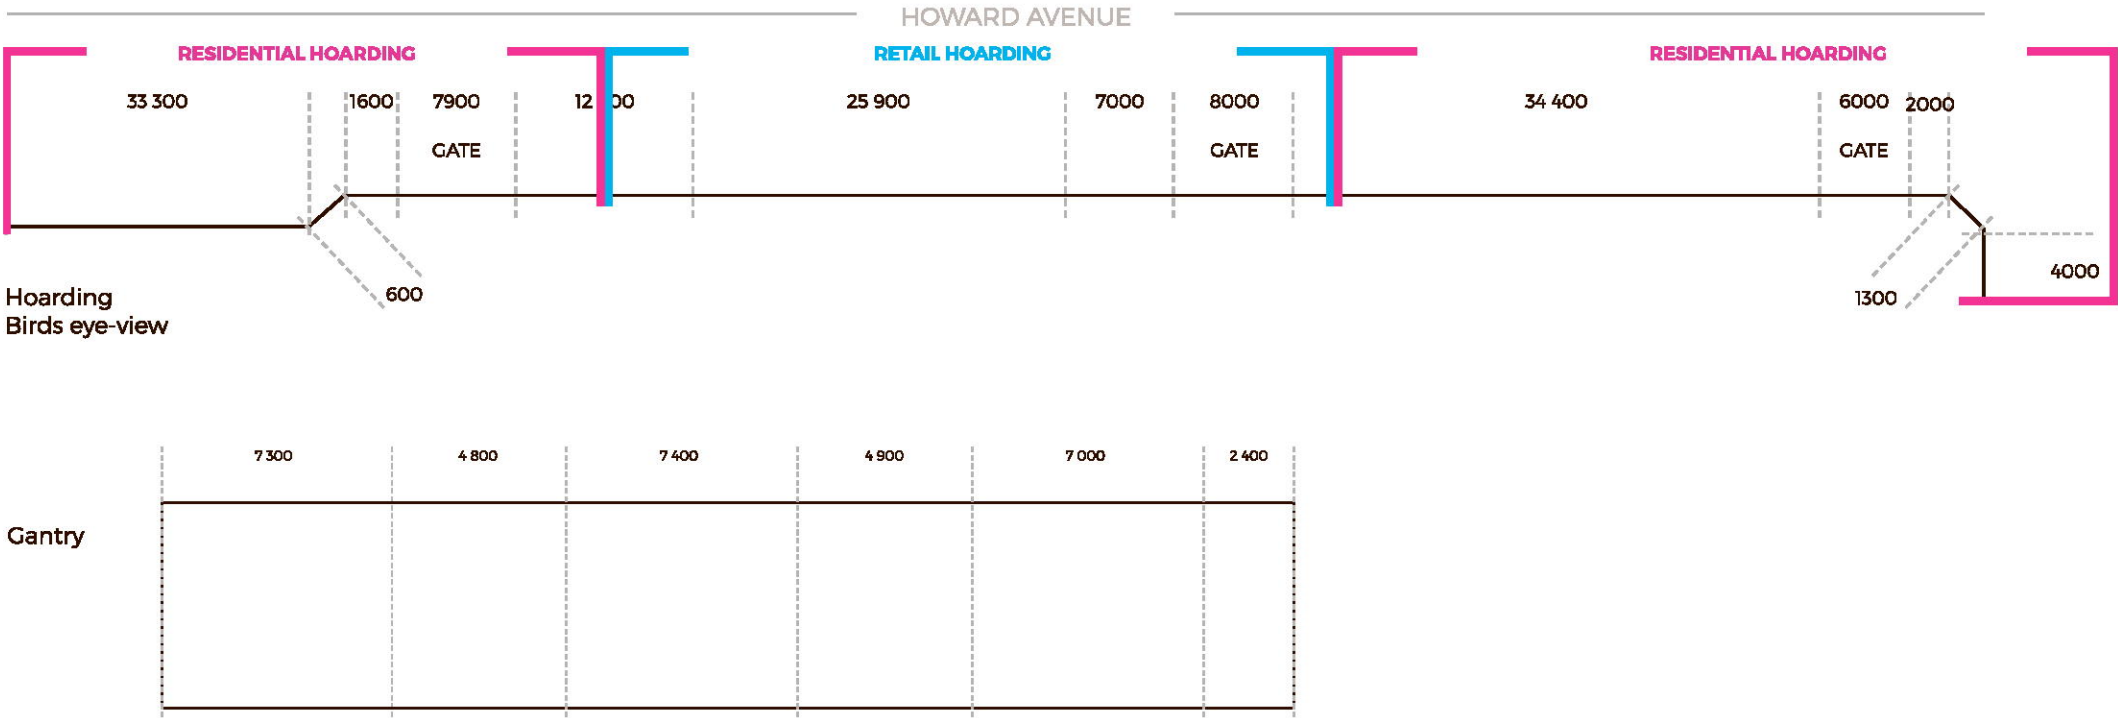 HOWARD AVENUE
RESIDENTIAL HOARDING
RETAIL HOARDING
RESIDENTIAL HOARDING
33 300
1600
7900
12
00
25 900
7000
8000
34 400
6000
2000
GATE
GATE
GATE
600
1300
4000
Hoarding
Birds eye-view
7 300
4 800
7 400
4 900
7 000
2 400
Gantry